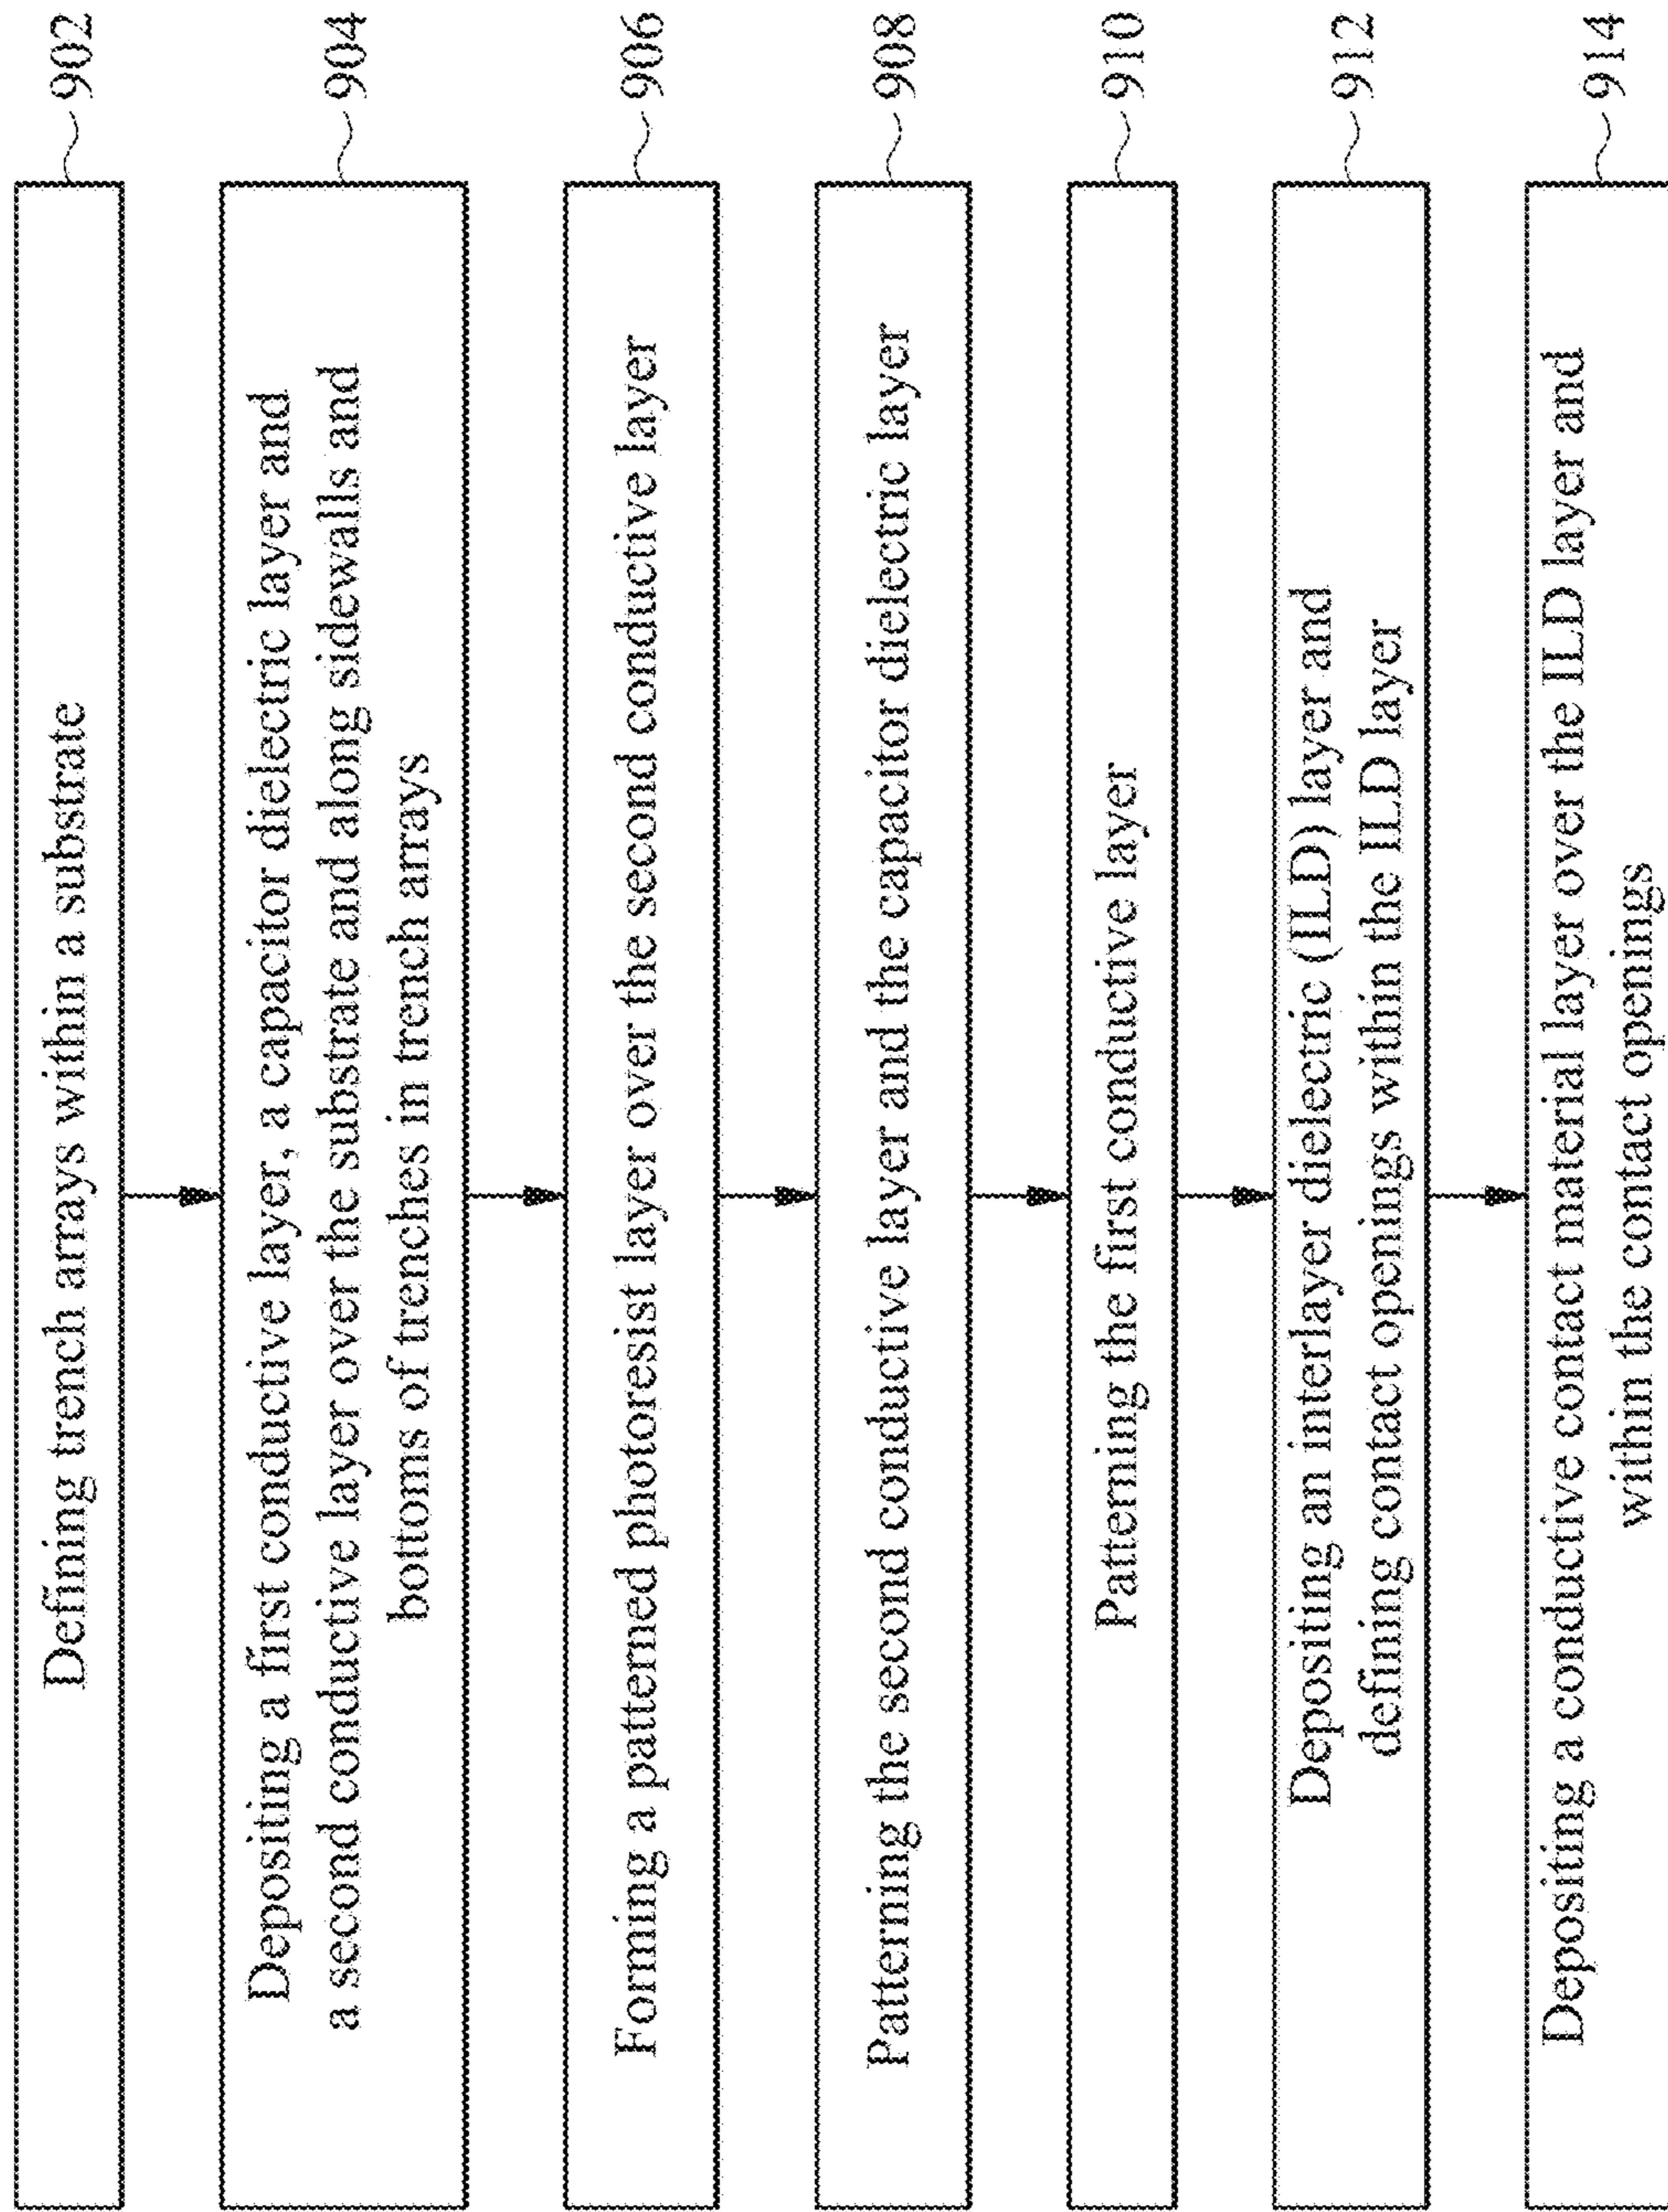 Defining trench arrays within a substrate
902
Depositing a first conductive layer, a capacitor dielectric layer and
a second conductive layer over the substrate and along sidewalls and
bottoms of trenches in trench arrays
904
Forming a patterned photoresist layer over the second conductive layer
906
Patterning the second conductive layer and the capacitor dielectric layer
908
Patterning the first conductive layer
910
Depositing an interlayer dielectric (ILD) layer and
defining contact openings within the ILD layer
912
Depositing a conductive contact material layer over the ILD layer and
within the contact openings
914